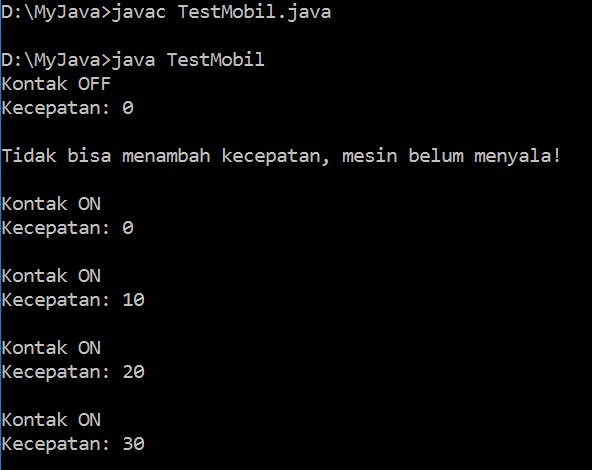 D:\MyJava>javac TestMobil.java
D:\MyJava>java TestMobil
Kontak OFF
Kecepatan: 0
Tidak bisa menambah kecepatan, mesin belum menyala!
Kontak ON
Kecepatan: 0
Kontak ON
Kecepatan: 10
Kontak ON
Kecepatan: 20
Kontak ON
Kecepatan: 30